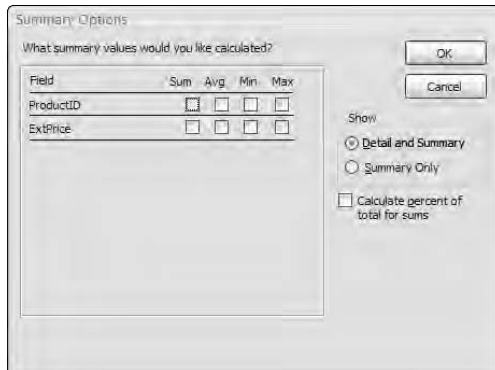 Summary Options
What summary values would you like calculated?
OK
Cancel
Field Sum Avg Min Max
ProductID
ExtPrice
Show
Detail and Summary
Summary Only
Calculate percent of
total for sums